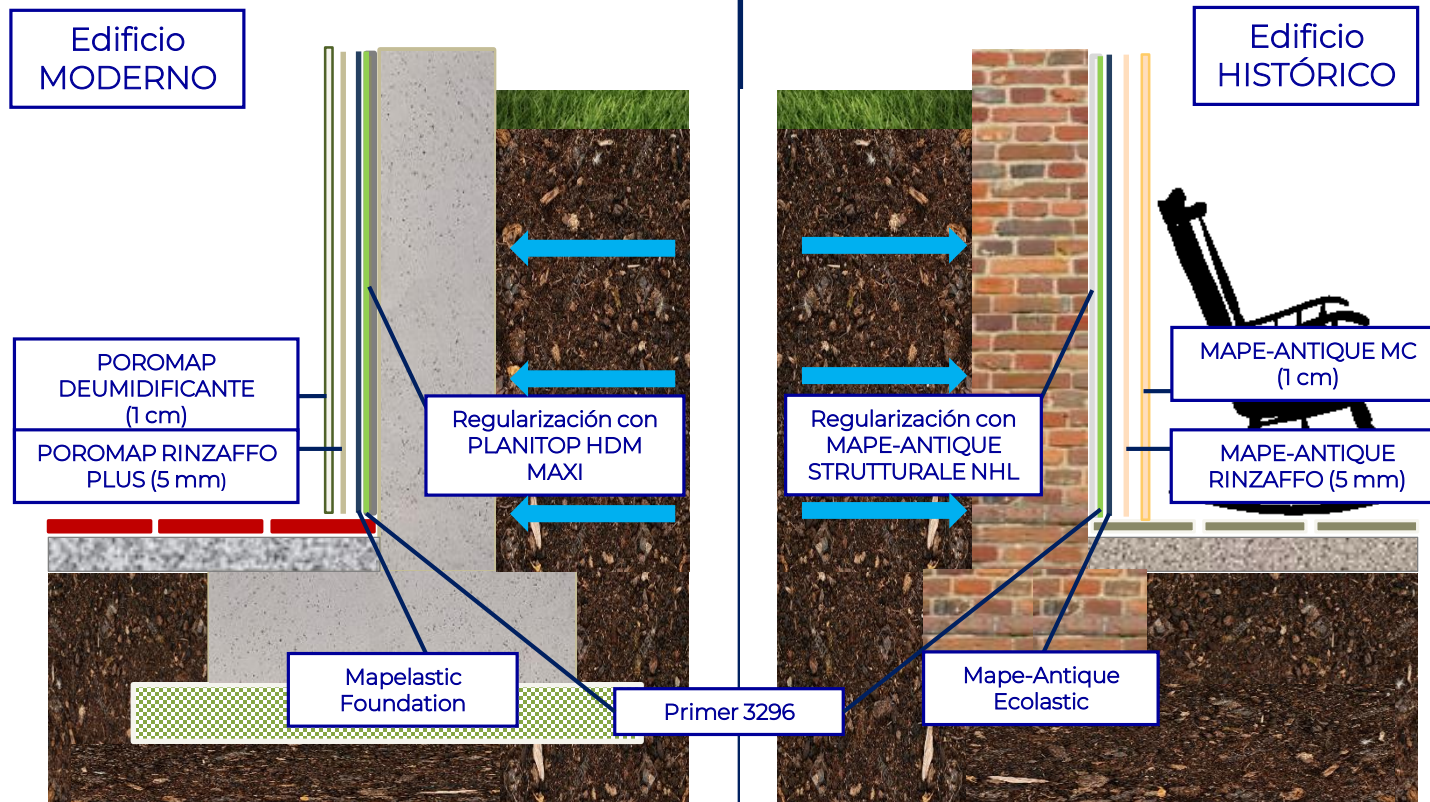 Edificio
MODERNO
Edificio
HISTÓRICO
POROMAP
DEUMIDIFICANTE
(1 cm)
POROMAP RINZAFFO
PLUS (5 mm)
Regularización con
PLANITOP HDM
MAXI
Regularización con
MAPE-ANTIQUE
STRUTTURALE NHL
MAPE-ANTIQUE MC
(1 cm)
MAPE-ANTIQUE
RINZAFFO (5 mm)
Mapelastic
Foundation
Primer 3296
Mape-Antique
Ecolastic